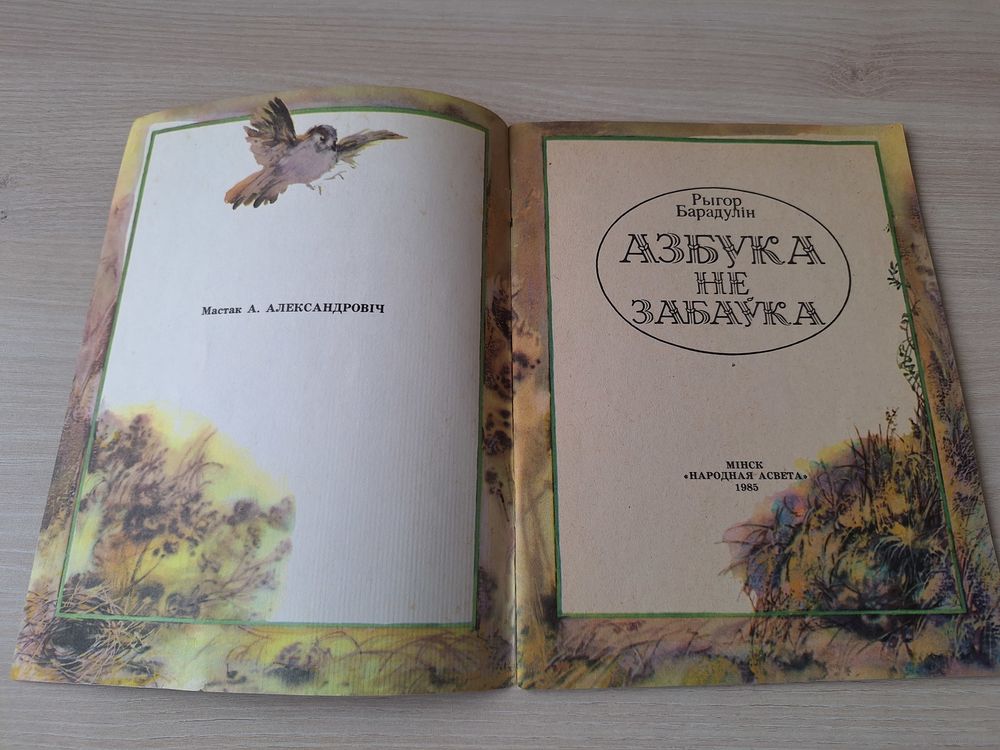 Мастак А. АЛЕКСАНДРОВІЧ
Рыгор
Барадулін
АЗБУКА
НЕ
ЗАБАЎКА
МІНСК
«НАРОДНАЯ АСВЕТА»
1985